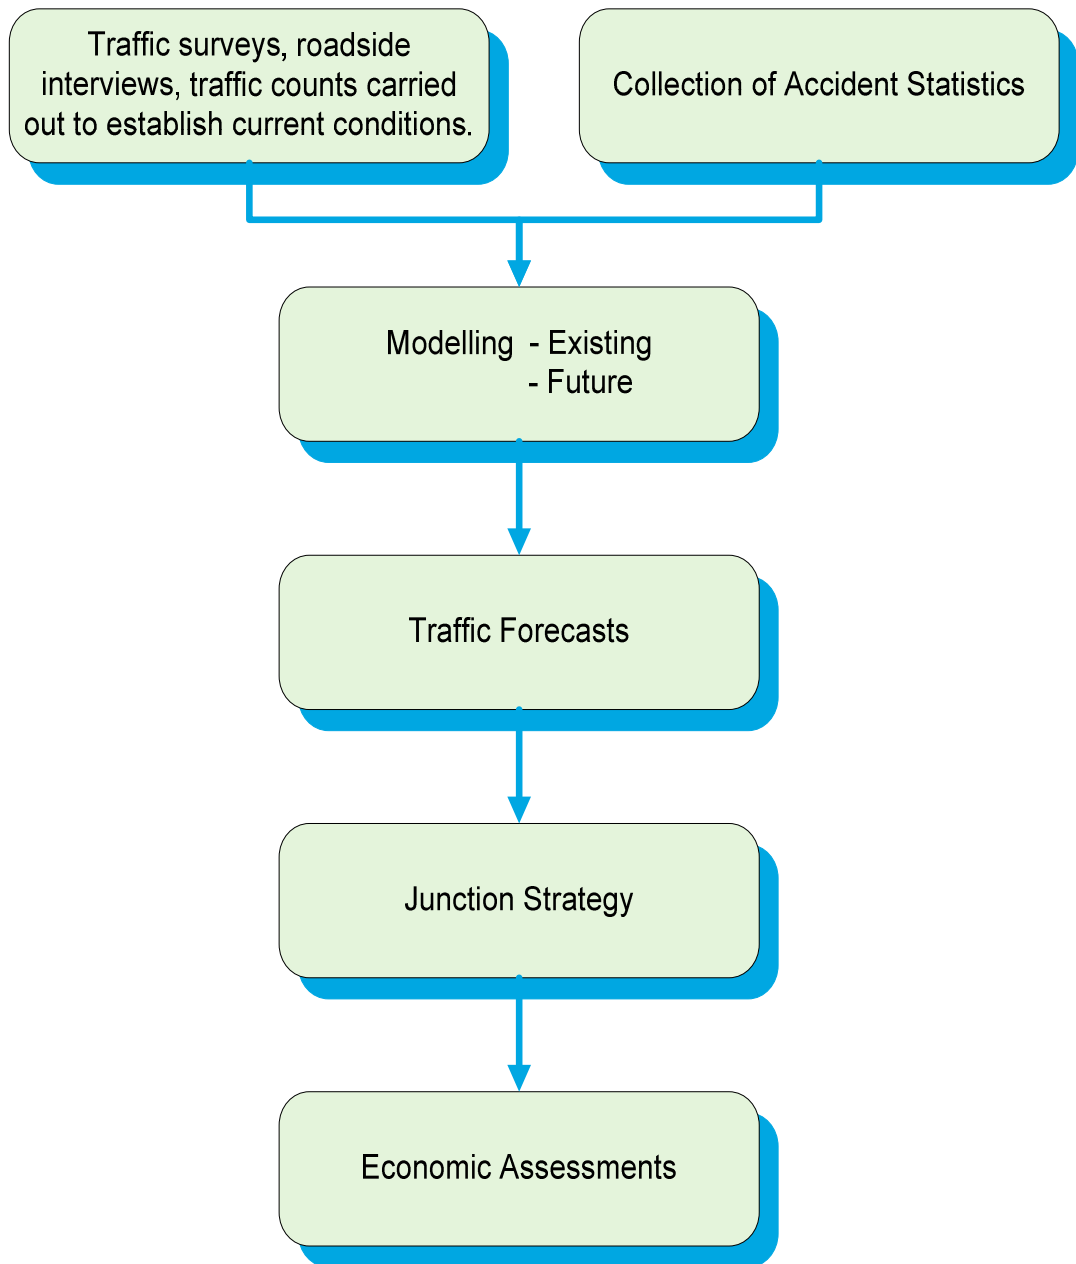 Traffic surveys, roadside
interviews, traffic counts carried
out to establish current conditions.
Collection of Accident Statistics
Modelling - Existing
- Future
Traffic Forecasts
Junction Strategy
Economic Assessments